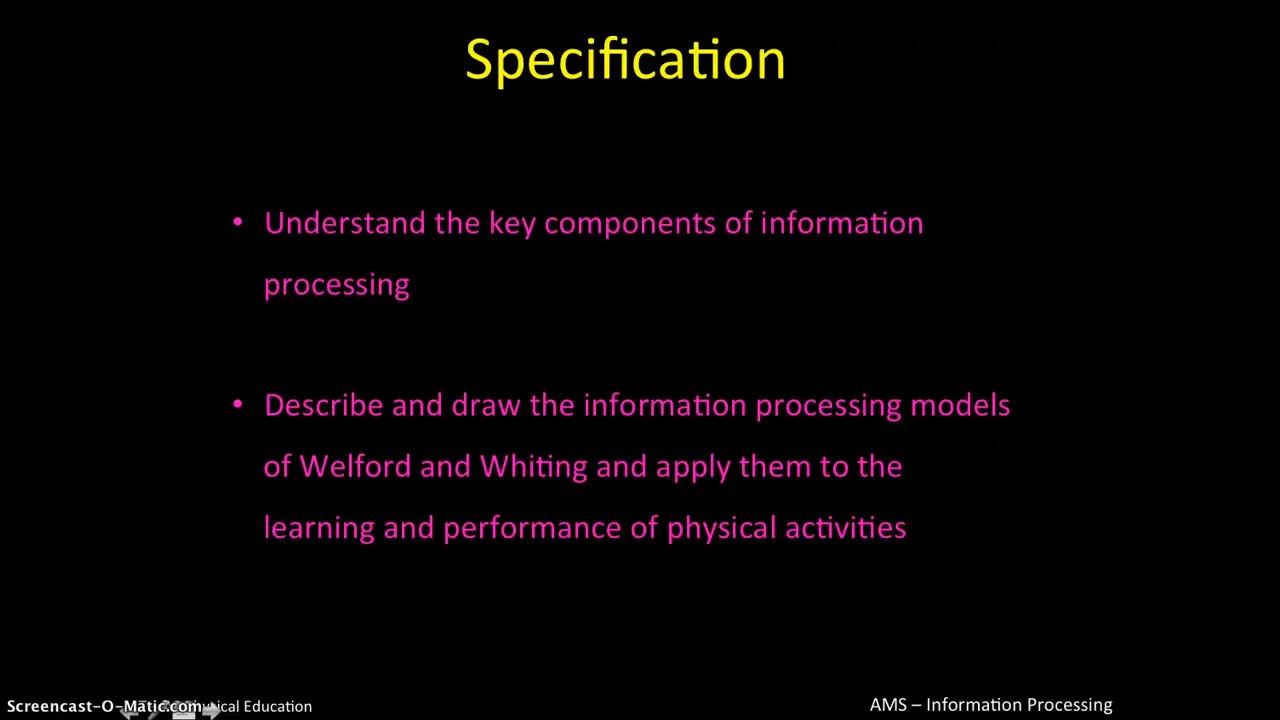 Specification
• Understand the key components of information
processing
• Describe and draw the information processing models
of Welford and Whiting and apply them to the
learning and performance of physical activities
Screencast-O-Matic.com
Education
AMS – Information Processing